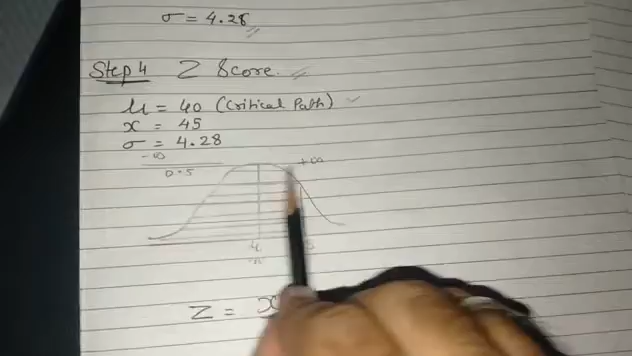 σ = 4.28
Step 4 Z Score.
μ = 40 (Critical Path)
x = 45
σ = 4.28
-∞ +∞
0.5
Z = x